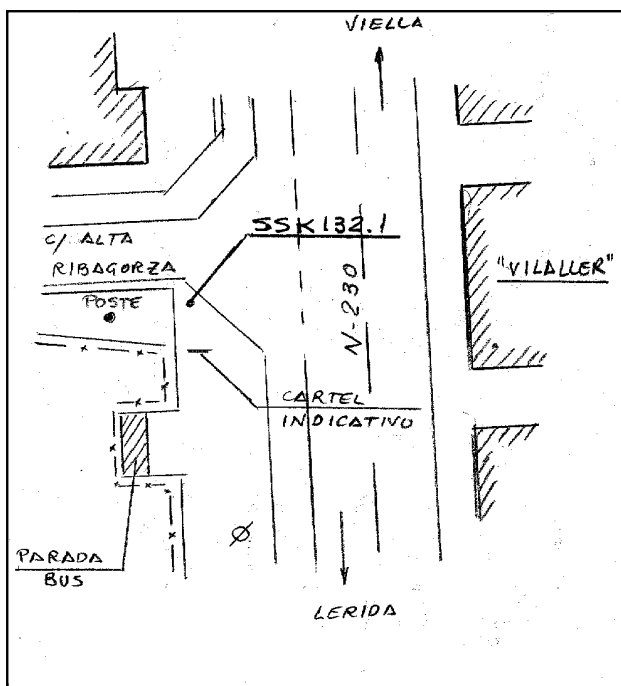 VIELLA
SSK132.1
C/ ALTA
RIBAGORZA
POSTE
"VILALLER"
N-230
CARTEL
INDICATIVO
PARADA
BUS
LERIDA